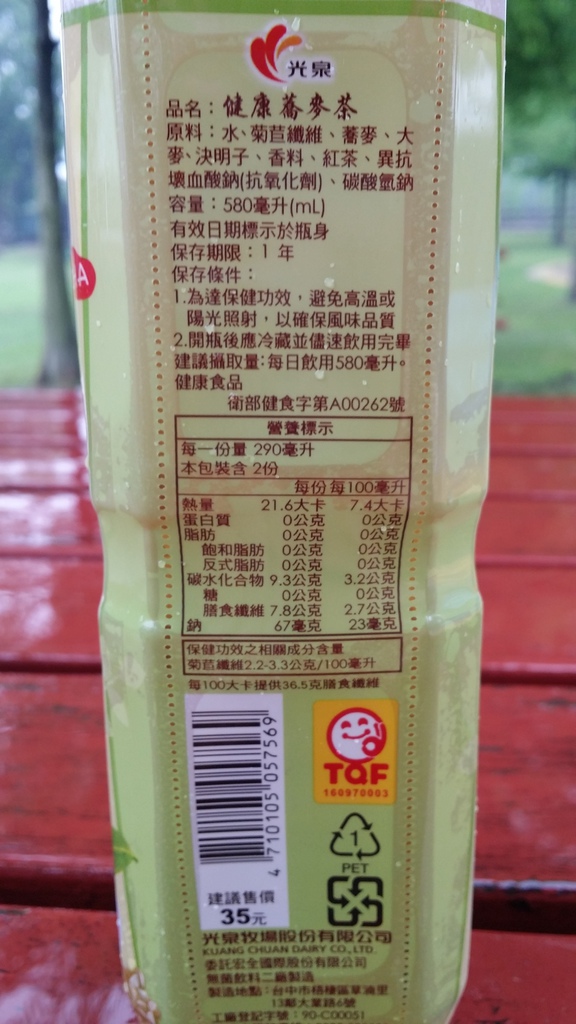 光泉
品名：健康蕎麥茶
原料：水、菊苣纖維、蕎麥、大
麥、決明子、香料、紅茶、異抗
壞血酸鈉(抗氧化劑)、碳酸氫鈉
容量：580毫升(mL)
有效日期標示於瓶身
保存期限：1 年
保存條件：
1.為達保健功效，避免高溫或
陽光照射，以確保風味品質
2.開瓶後應冷藏並儘速飲用完畢
建議攝取量:每日飲用580毫升。
健康食品
衛部健食字第A00262號
營養標示
每一份量 290毫升
本包裝含 2份
每份 每100毫升
熱量 21.6大卡 7.4大卡
蛋白質 0公克 0公克
脂肪 0公克 0公克
飽和脂肪 0公克 0公克
反式脂肪 0公克 0公克
碳水化合物 9.3公克 3.2公克
糖 0公克 0公克
膳食纖維 7.8公克 2.7公克
鈉 67毫克 23毫克
保健功效之相關成分含量
菊苣纖維2.2-3.3公克/100毫升
每100大卡提供36.5克膳食纖維
4 710105 057569
建議售價
35元
TQF
160970003
1
PET
光泉牧場股份有限公司
KUANG CHUAN DAIRY CO., LTD.
委託宏全國際股份有限公司
無菌飲料二廠製造
製造地點：台中市梧棲區草湳里
13鄰大業路6號
工廠登記字號：90-C00051